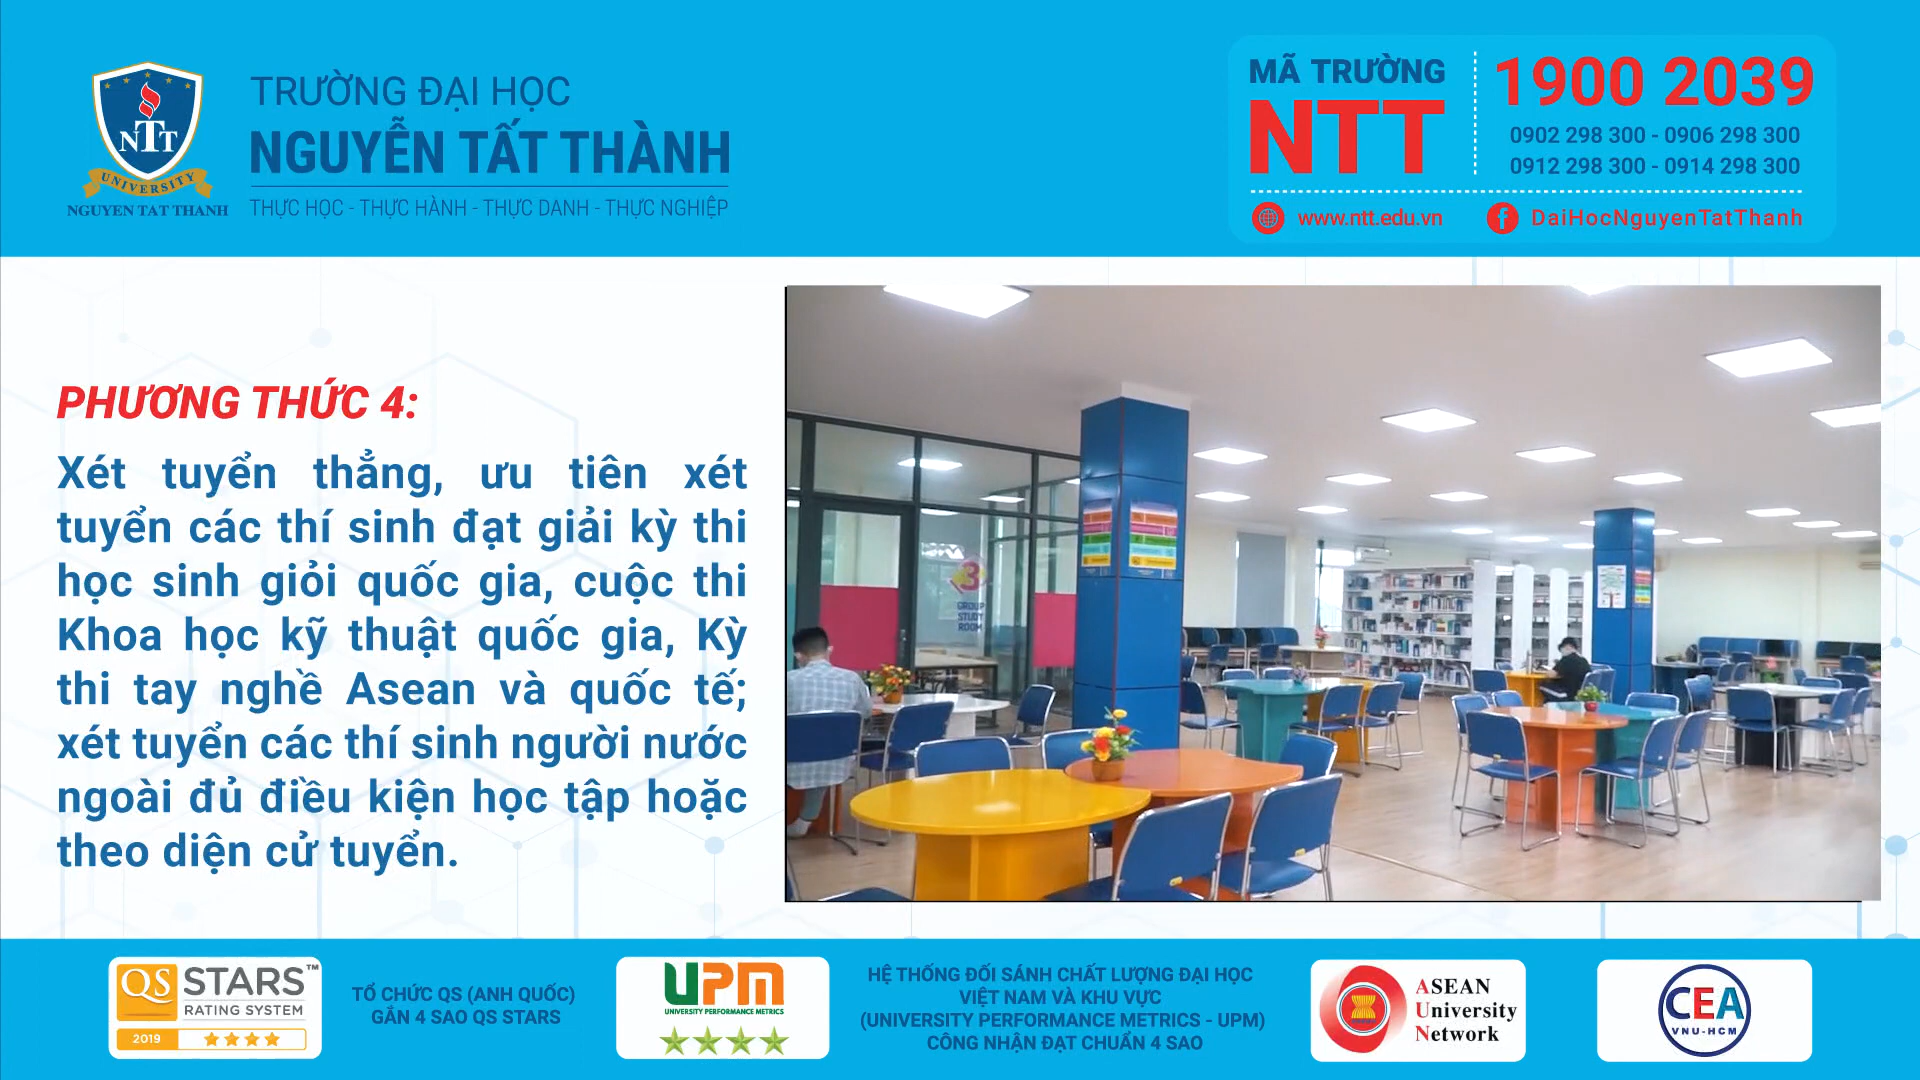 NTT
UNIVERSITY
NGUYEN TAT THANH
TRƯỜNG ĐẠI HỌC
NGUYỄN TẤT THÀNH
THỰC HỌC - THỰC HÀNH - THỰC DANH - THỰC NGHIỆP
MÃ TRƯỜNG
NTT
1900 2039
0902 298 300 - 0906 298 300
0912 298 300 - 0914 298 300
www.ntt.edu.vn
DaiHocNguyenTatThanh
PHƯƠNG THỨC 4:
Xét tuyển thẳng, ưu tiên xét
tuyển các thí sinh đạt giải kỳ thi
học sinh giỏi quốc gia, cuộc thi
Khoa học kỹ thuật quốc gia, Kỳ
thi tay nghề Asean và quốc tế;
xét tuyển các thí sinh người nước
ngoài đủ điều kiện học tập hoặc
theo diện cử tuyển.
3
GROUP
STUDY
ROOM
QS STARS™
RATING SYSTEM
2019
TỔ CHỨC QS (ANH QUỐC)
GẮN 4 SAO QS STARS
UPM
UNIVERSITY PERFORMANCE METRICS
HỆ THỐNG ĐỐI SÁNH CHẤT LƯỢNG ĐẠI HỌC
VIỆT NAM VÀ KHU VỰC
(UNIVERSITY PERFORMANCE METRICS - UPM)
CÔNG NHẬN ĐẠT CHUẨN 4 SAO
ASEAN
University
Network
CEA
VNU-HCM